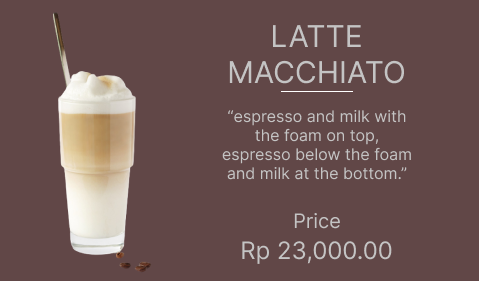 LATTE
MACCHIATO
“espresso and milk with
the foam on top,
espresso below the foam
and milk at the bottom.”
Price
Rp 23,000.00